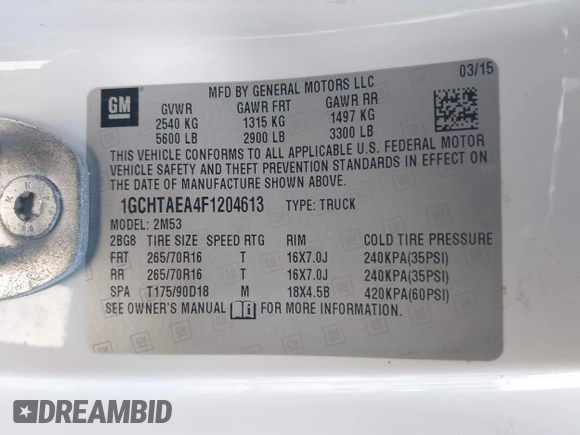 GM
MFD BY GENERAL MOTORS LLC
03/15
GVWR GAWR FRT GAWR RR
2540 KG 1315 KG 1497 KG
5600 LB 2900 LB 3300 LB
THIS VEHICLE CONFORMS TO ALL APPLICABLE U.S. FEDERAL MOTOR
VEHICLE SAFETY AND THEFT PREVENTION STANDARDS IN EFFECT ON
THE DATE OF MANUFACTURE SHOWN ABOVE.
1GCHTAEA4F1204613 TYPE: TRUCK
MODEL: 2M53
2BG8 TIRE SIZE SPEED RTG RIM COLD TIRE PRESSURE
FRT 265/70R16 T 16X7.0J 240KPA(35PSI)
RR 265/70R16 T 16X7.0J 240KPA(35PSI)
SPA T175/90D18 M 18X4.5B 420KPA(60PSI)
SEE OWNER'S MANUAL FOR MORE INFORMATION.
DREAMBID